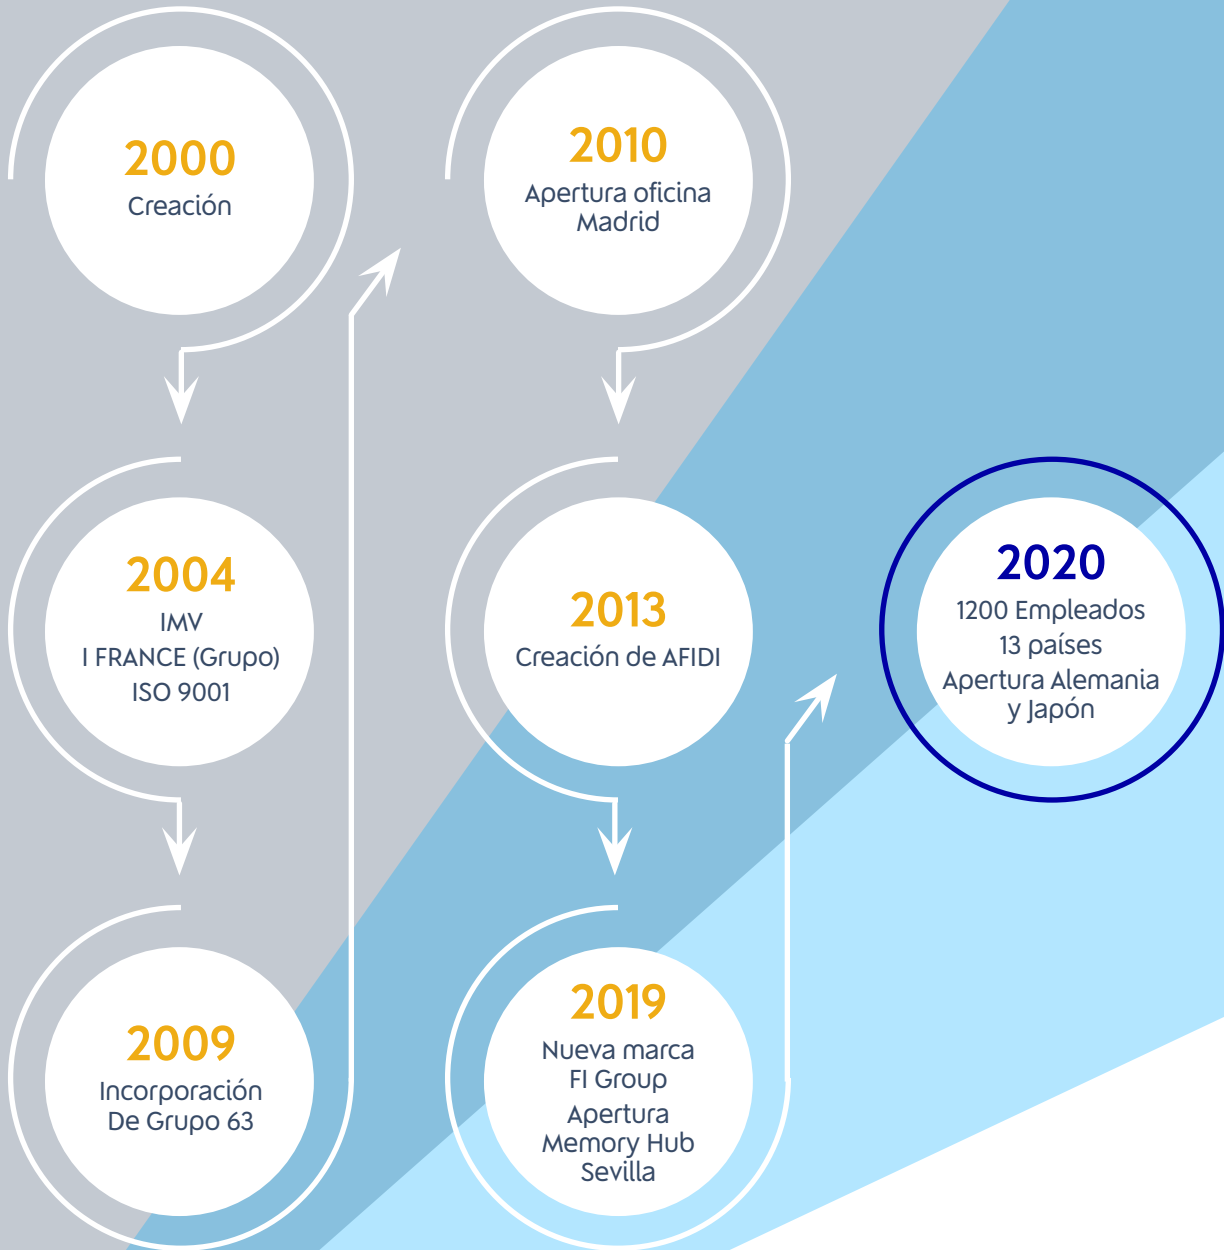 2000
Creación
2004
IMV
I FRANCE (Grupo)
ISO 9001
2009
Incorporación
De Grupo 63
2010
Apertura oficina
Madrid
2013
Creación de AFIDI
2019
Nueva marca
FI Group
Apertura
Memory Hub
Sevilla
2020
1200 Empleados
13 países
Apertura Alemania
y Japón